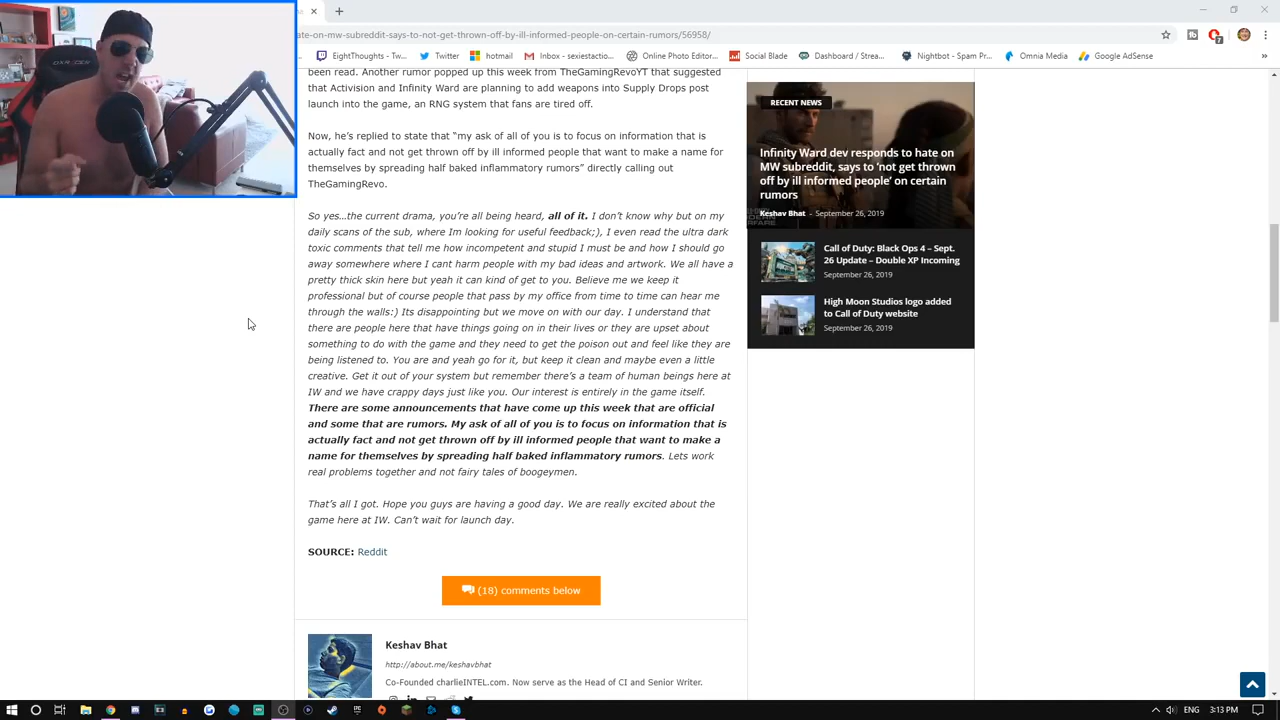 ate-on-mw-subreddit-says-to-not-get-thrown-off-by-ill-informed-people-on-certain-rumors/56958/
EightThoughts - Tw...
Twitter
hotmail
Inbox - sexiestactio...
Online Photo Editor...
Social Blade
Dashboard / Strea...
Nightbot - Spam Pr...
Omnia Media
Google AdSense
»
been read. Another rumor popped up this week from TheGamingRevoYT that suggested
that Activision and Infinity Ward are planning to add weapons into Supply Drops post
launch into the game, an RNG system that fans are tired off.
Now, he's replied to state that "my ask of all of you is to focus on information that is
actually fact and not get thrown off by ill informed people that want to make a name for
themselves by spreading half baked inflammatory rumors" directly calling out
TheGamingRevo.
So yes...the current drama, you're all being heard, all of it. I don't know why but on my
daily scans of the sub, where Im looking for useful feedback;), I even read the ultra dark
toxic comments that tell me how incompetent and stupid I must be and how I should go
away somewhere where I cant harm people with my bad ideas and artwork. We all have a
pretty thick skin here but yeah it can kind of get to you. Believe me we keep it
professional but of course people that pass by my office from time to time can hear me
through the walls:) Its disappointing but we move on with our day. I understand that
there are people here that have things going on in their lives or they are upset about
something to do with the game and they need to get the poison out and feel like they are
being listened to. You are and yeah go for it, but keep it clean and maybe even a little
creative. Get it out of your system but remember there's a team of human beings here at
IW and we have crappy days just like you. Our interest is entirely in the game itself.
There are some announcements that have come up this week that are official
and some that are rumors. My ask of all of you is to focus on information that is
actually fact and not get thrown off by ill informed people that want to make a
name for themselves by spreading half baked inflammatory rumors. Lets work
real problems together and not fairy tales of boogeymen.
That's all I got. Hope you guys are having a good day. We are really excited about the
game here at IW. Can't wait for launch day.
SOURCE: Reddit
(18) comments below
Keshav Bhat
http://about.me/keshavbhat
Co-Founded charlieINTEL.com. Now serve as the Head of CI and Senior Writer.
RECENT NEWS
Infinity Ward dev responds to hate on
MW subreddit, says to 'not get thrown
off by ill informed people' on certain
rumors
Keshav Bhat - September 26, 2019
Call of Duty: Black Ops 4 – Sept.
26 Update – Double XP Incoming
September 26, 2019
High Moon Studios logo added
to Call of Duty website
September 26, 2019
ENG
3:13 PM